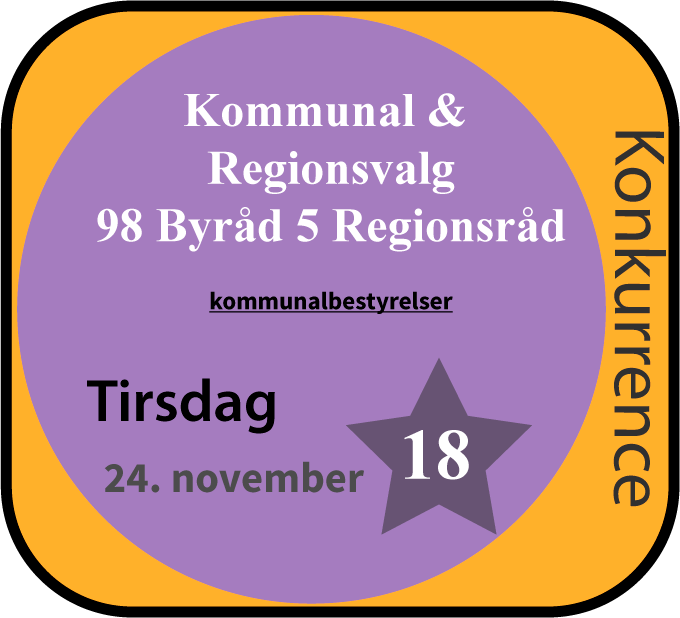 Kommunal &
Regionsvalg
98 Byråd 5 Regionsråd
kommunalbestyrelser
Tirsdag
24. november
18
Konkurrence